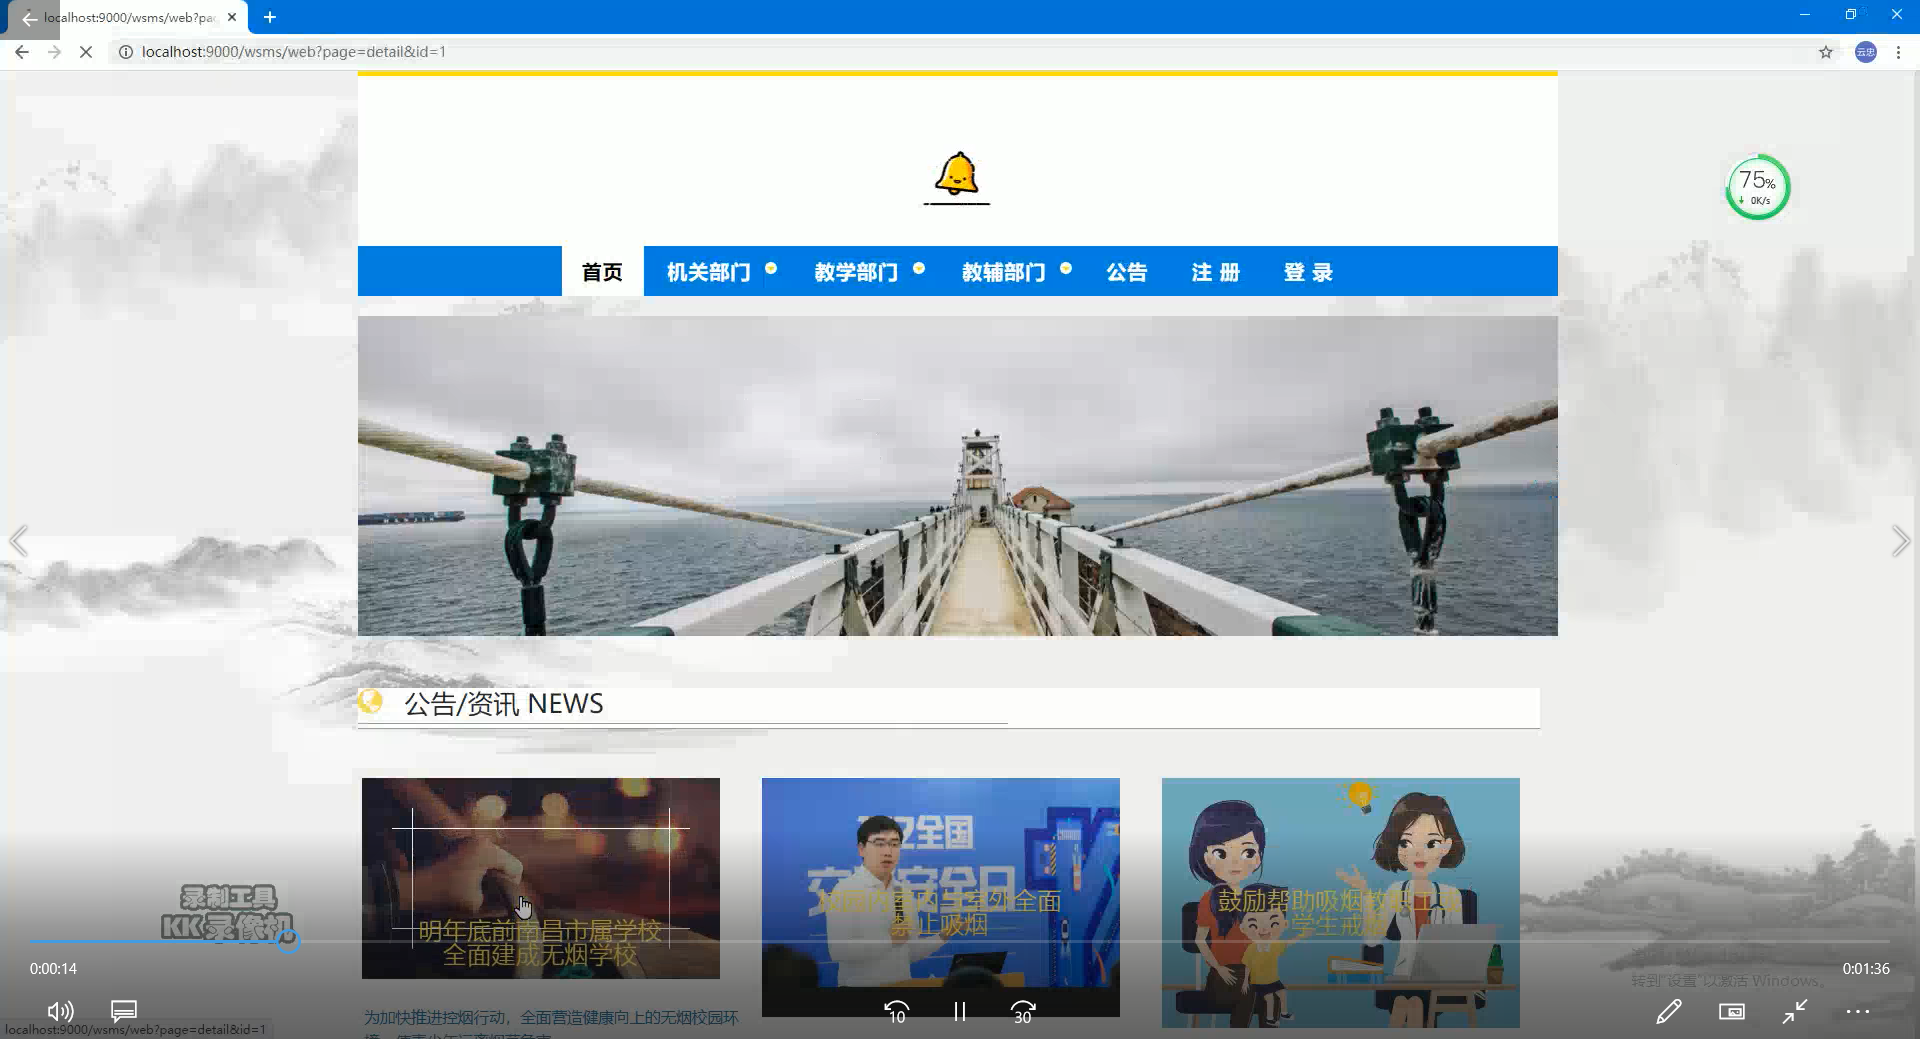 localhost:9000/wsms/web?pa
localhost:9000/wsms/web?page=detail&id=1
云忠
75%
0K/s
首页
机关部门
教学部门
教辅部门
公告
注 册
登 录
公告/资讯 NEWS
明年底前南昌市属学校
全面建成无烟学校
校园内室内与室外全面
禁止吸烟
鼓励帮助吸烟教职工
学生戒
全国
录制工具
KK录像机
0:00:14
0:01:36
转到"设置"以激活 Windows。
为加快推进控烟行动，全面营造健康向上的无烟校园环
10
30
localhost:9000/wsms/web?page=detail&id=1